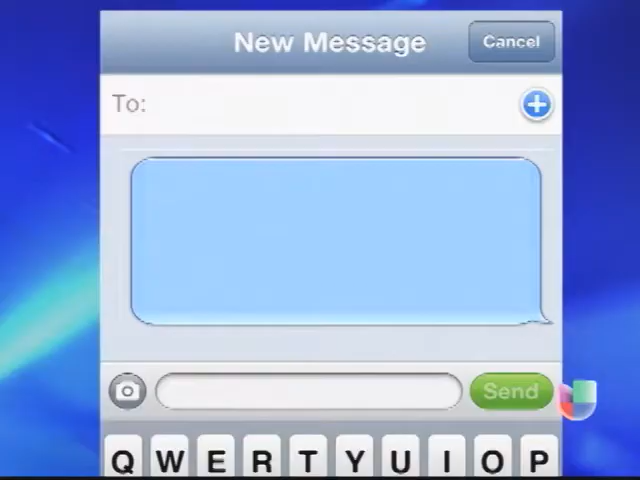 New Message
Cancel
To:
Send
Q W E R T Y U I O P